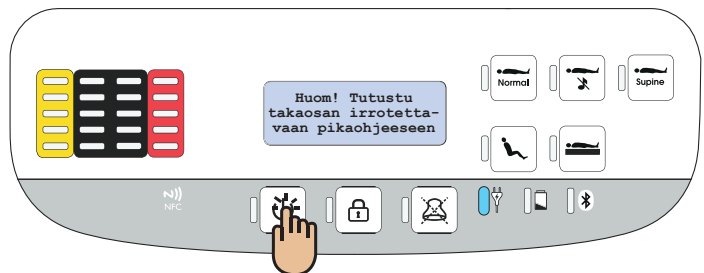 Huom! Tutustu
takaosan irrotetta-
vaan pikaohjeeseen
Normal
Supine
NFC